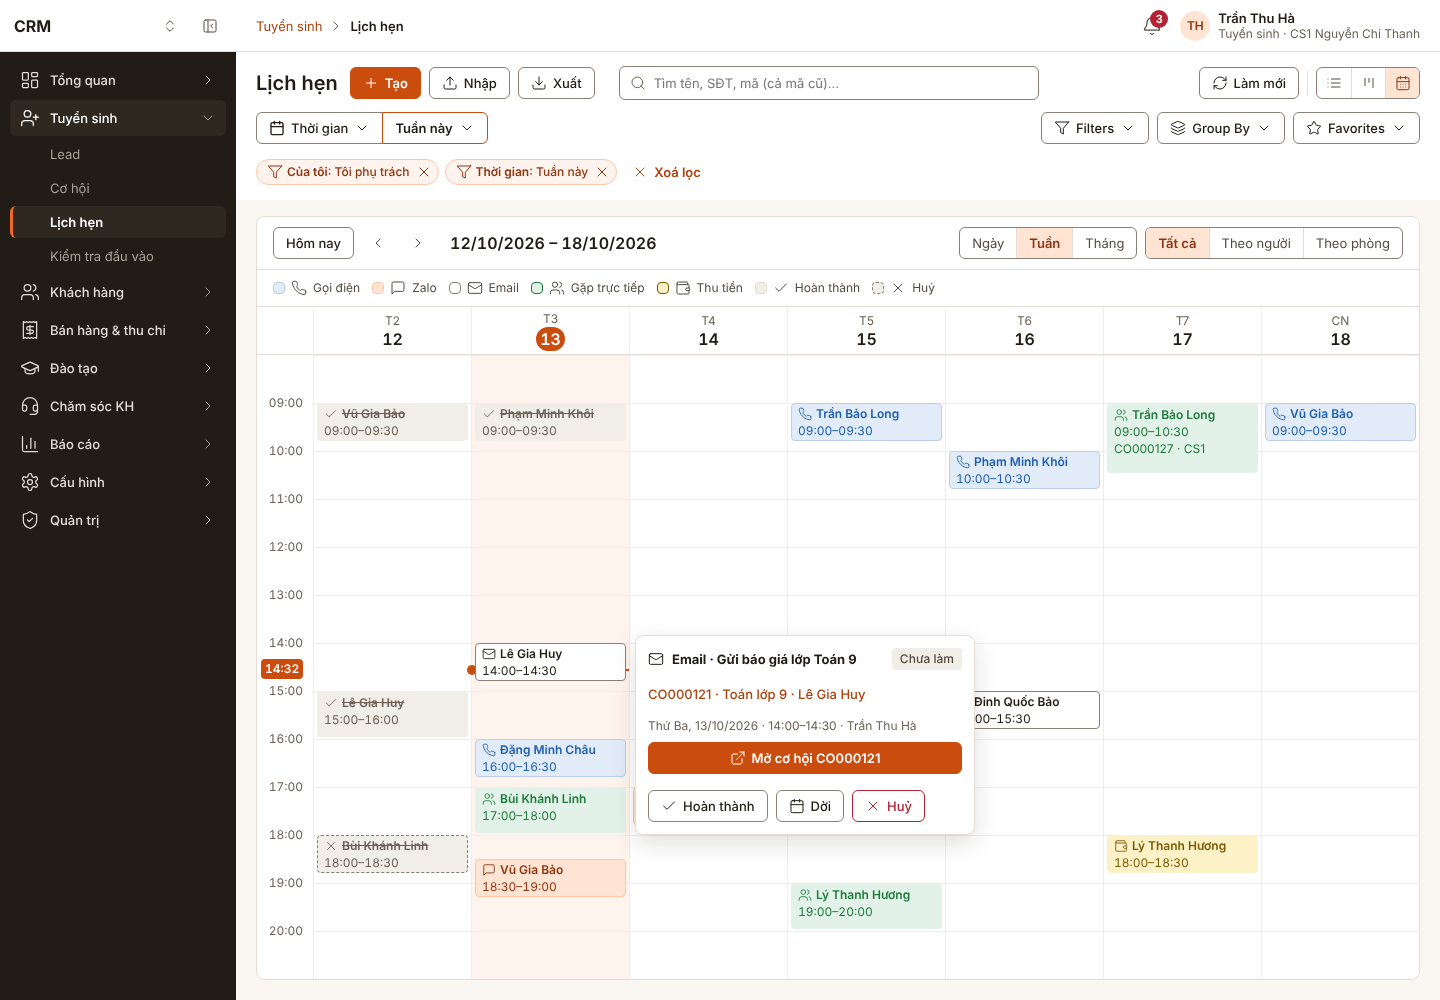 CRM
Tuyển sinh
Lịch hẹn
3
TH
Trần Thu Hà
Tuyển sinh · CS1 Nguyễn Chí Thanh
Tổng quan
Tuyển sinh
Lead
Cơ hội
Lịch hẹn
Kiểm tra đầu vào
Khách hàng
Bán hàng & thu chi
Đào tạo
Chăm sóc KH
Báo cáo
Cấu hình
Quản trị
Lịch hẹn
Tạo
Nhập
Xuất
Tìm tên, SĐT, mã (cả mã cũ)...
Làm mới
Thời gian
Tuần này
Filters
Group By
Favorites
Của tôi: Tôi phụ trách
Thời gian: Tuần này
Xoá lọc
Hôm nay
12/10/2026 – 18/10/2026
Ngày
Tuần
Tháng
Tất cả
Theo người
Theo phòng
Gọi điện
Zalo
Email
Gặp trực tiếp
Thu tiền
Hoàn thành
Huỷ
T2
12
T3
13
T4
14
T5
15
T6
16
T7
17
CN
18
09:00
10:00
11:00
12:00
13:00
14:00
14:32
15:00
16:00
17:00
18:00
19:00
20:00
Vũ Gia Bảo
09:00–09:30
Lê Gia Huy
15:00–16:00
Bùi Khánh Linh
18:00–18:30
Phạm Minh Khôi
09:00–09:30
Lê Gia Huy
14:00–14:30
Đặng Minh Châu
16:00–16:30
Bùi Khánh Linh
17:00–18:00
Vũ Gia Bảo
18:30–19:00
Trần Bảo Long
09:00–09:30
Lý Thanh Hương
19:00–20:00
Phạm Minh Khôi
10:00–10:30
Đinh Quốc Bảo
00–15:30
Trần Bảo Long
09:00–10:30
CO000127 · CS1
Lý Thanh Hương
18:00–18:30
Vũ Gia Bảo
09:00–09:30
Email · Gửi báo giá lớp Toán 9
Chưa làm
CO000121 · Toán lớp 9 · Lê Gia Huy
Thứ Ba, 13/10/2026 · 14:00–14:30 · Trần Thu Hà
Mở cơ hội CO000121
Hoàn thành
Dời
Huỷ